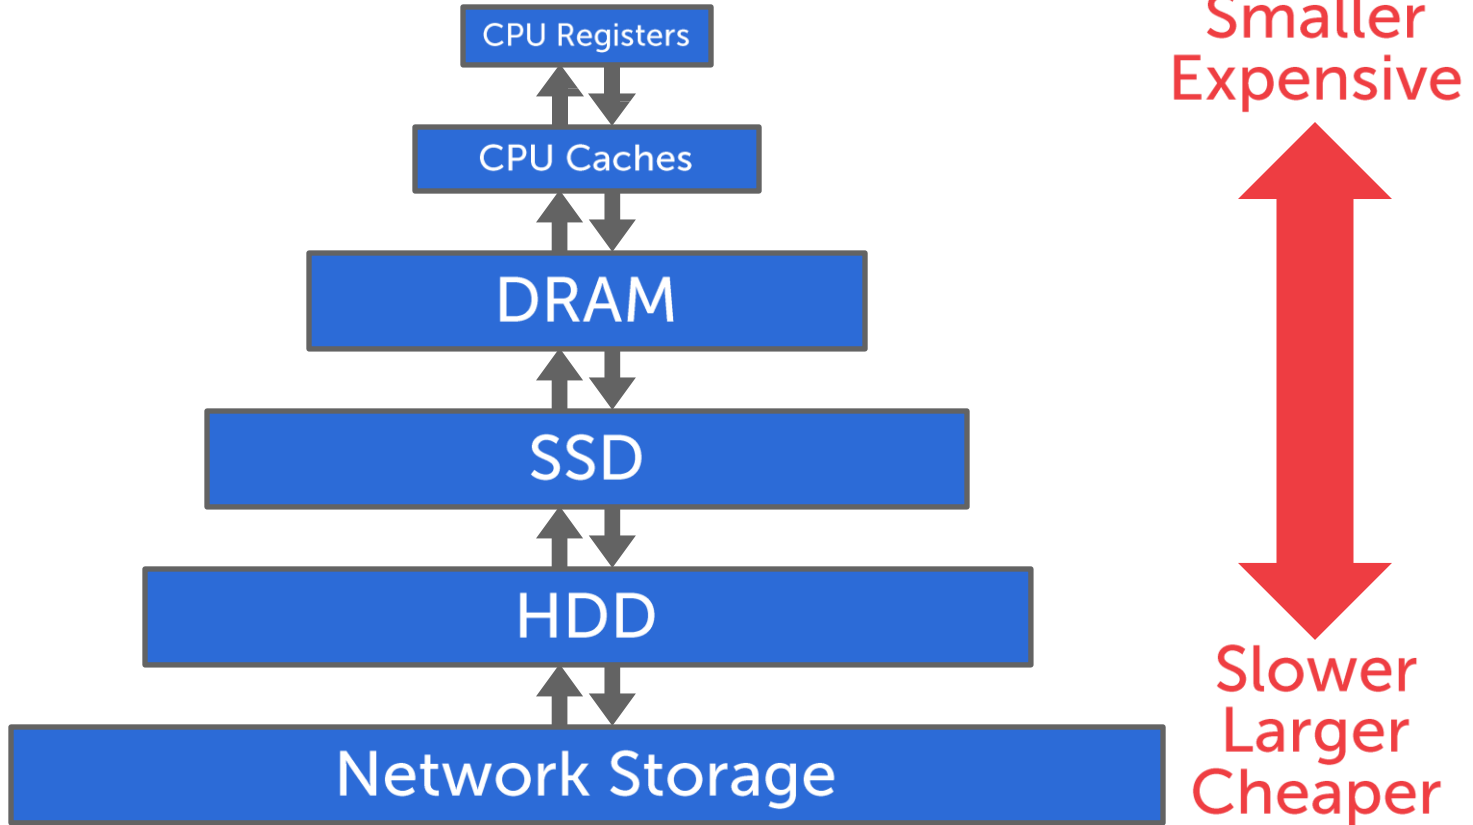 CPU Registers
CPU Caches
DRAM
SSD
HDD
Network Storage
Smaller
Expensive
Slower
Larger
Cheaper